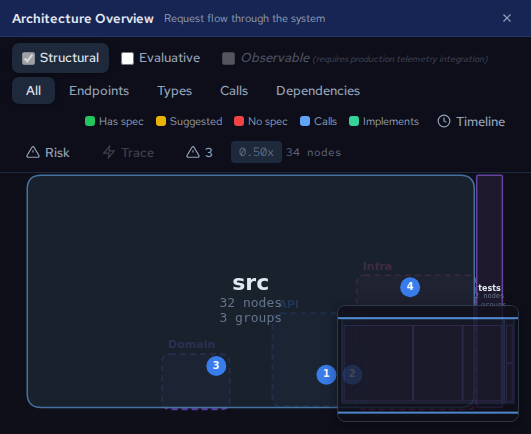 Architecture Overview Request flow through the system ×
Structural Evaluative Observable (requires production telemetry integration)
All Endpoints Types Calls Dependencies
Has spec Suggested No spec Calls Implements Timeline
Risk Trace 3 0.50x 34 nodes
Infra
src
4
tests
32 nodes
API
nodes
3 groups
groups
Domain
3
1
2